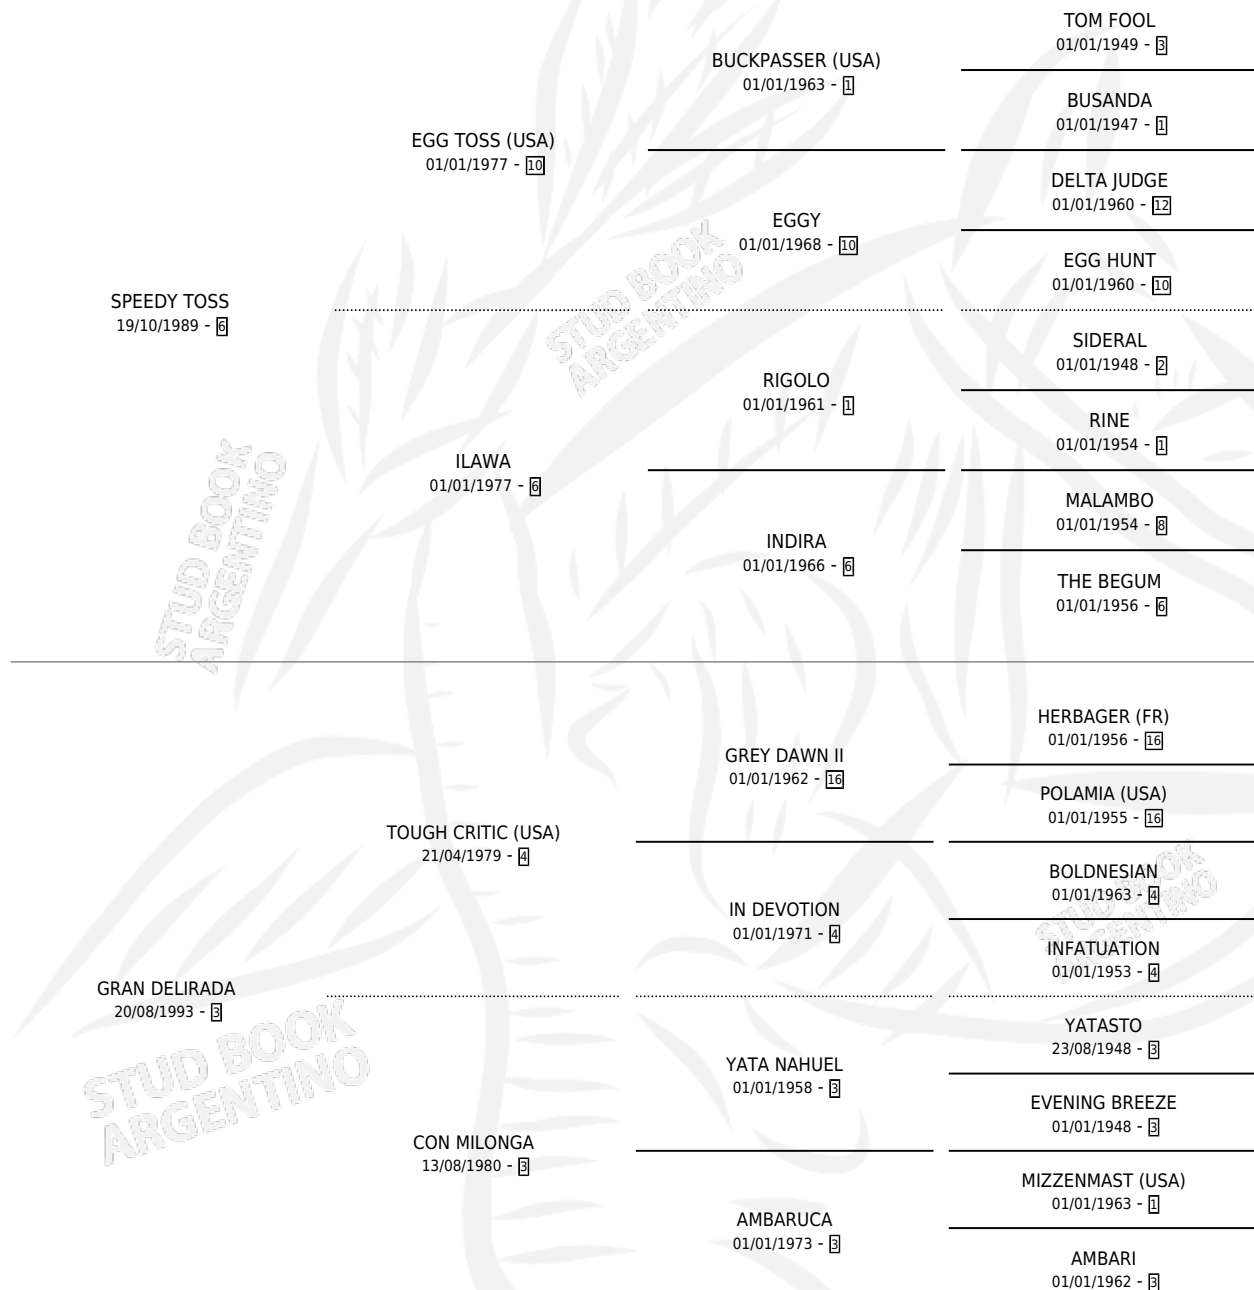 TOM FOOL
01/01/1949 - 3
BUCKPASSER (USA)
01/01/1963 - 1
BUSANDA
01/01/1947 - 1
EGG TOSS (USA)
01/01/1977 - 10
DELTA JUDGE
01/01/1960 - 12
EGGY
01/01/1968 - 10
EGG HUNT
01/01/1960 - 10
SPEEDY TOSS
19/10/1989 - 6
STUD BOOK
ARGENTINO
SIDERAL
01/01/1948 - 2
RIGOLO
01/01/1961 - 1
RINE
01/01/1954 - 1
ILAWA
01/01/1977 - 6
MALAMBO
01/01/1954 - 8
INDIRA
01/01/1966 - 6
THE BEGUM
01/01/1956 - 6
STUD BOOK
ARGENTINO
HERBAGER (FR)
01/01/1956 - 16
GREY DAWN II
01/01/1962 - 16
POLAMIA (USA)
01/01/1955 - 16
TOUGH CRITIC (USA)
21/04/1979 - 4
BOLDNESIAN
01/01/1963 - 4
IN DEVOTION
01/01/1971 - 4
INFATUATION
01/01/1953 - 4
STUD BOOK
ARGENTINO
GRAN DELIRADA
20/08/1993 - 3
STUD BOOK
ARGENTINO
YATASTO
23/08/1948 - 3
YATA NAHUEL
01/01/1958 - 3
EVENING BREEZE
01/01/1948 - 3
CON MILONGA
13/08/1980 - 3
MIZZENMAST (USA)
01/01/1963 - 1
AMBARUCA
01/01/1973 - 3
AMBARI
01/01/1962 - 3